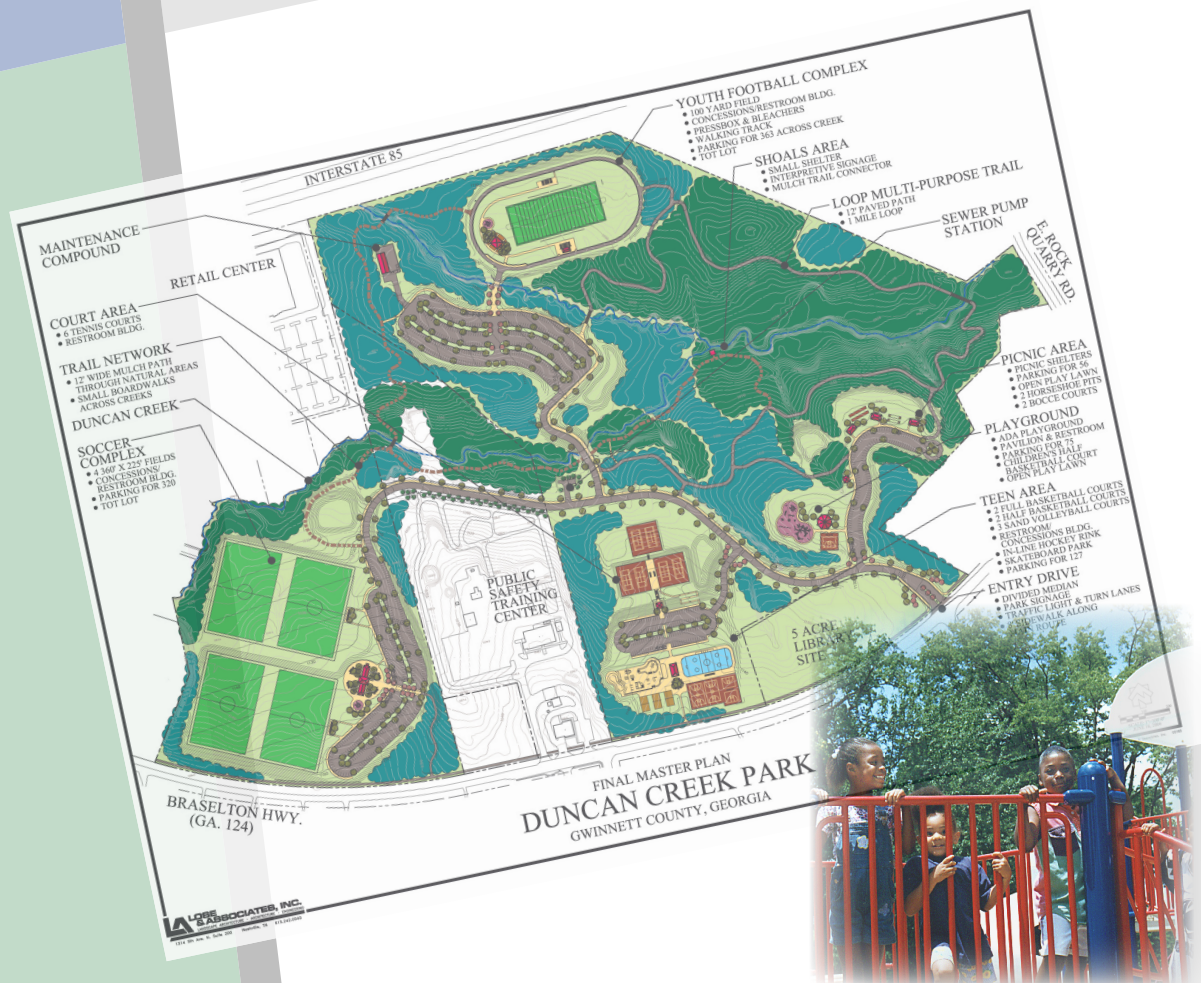 INTERSTATE 85
YOUTH FOOTBALL COMPLEX
• 100 YARD FIELD
• CONCESSIONS/RESTROOM BLDG.
• PRESSBOX & BLEACHERS
• WALKING TRACK
• PARKING FOR 363 ACROSS CREEK
• TOT LOT
SHOALS AREA
• SMALL SHELTER
• INTERPRETIVE SIGNAGE
• MULCH TRAIL CONNECTOR
LOOP MULTI-PURPOSE TRAIL
• 12' PAVED PATH
• 1 MILE LOOP
SEWER PUMP
STATION
E. ROCK
QUARRY RD.
MAINTENANCE
COMPOUND
RETAIL CENTER
COURT AREA
• 6 TENNIS COURTS
• RESTROOM BLDG.
TRAIL NETWORK
• 12' WIDE MULCH PATH
THROUGH NATURAL AREAS
• SMALL BOARDWALKS
ACROSS CREEKS
DUNCAN CREEK
SOCCER
COMPLEX
• 4 360' X 225' FIELDS
• CONCESSIONS/
RESTROOM BLDG.
• PARKING FOR 320
• TOT LOT
PICNIC AREA
• PICNIC SHELTERS
• PARKING FOR 56
• OPEN PLAY LAWN
• 2 HORSESHOE PITS
• 2 BOCCE COURTS
PLAYGROUND
• ADA PLAYGROUND
• PAVILION & RESTROOM
• PARKING FOR 75
• CHILDREN'S HALF
BASKETBALL COURT
• OPEN PLAY LAWN
TEEN AREA
• 2 FULL BASKETBALL COURTS
• 2 HALF BASKETBALL COURTS
• 3 SAND VOLLEYBALL COURTS
• RESTROOM/
CONCESSIONS BLDG.
• IN-LINE HOCKEY RINK
• SKATEBOARD PARK
• PARKING FOR 127
ENTRY DRIVE
• DIVIDED MEDIAN
• PARK SIGNAGE
• TRAFFIC LIGHT & TURN LANES
ALONG
ROUTE
PUBLIC
SAFETY
TRAINING
CENTER
5 ACRE
LIBRARY
SITE
BRASELTON HWY.
(GA. 124)
FINAL MASTER PLAN
DUNCAN CREEK PARK
GWINNETT COUNTY, GEORGIA
LA LOSE
& ASSOCIATES, INC.